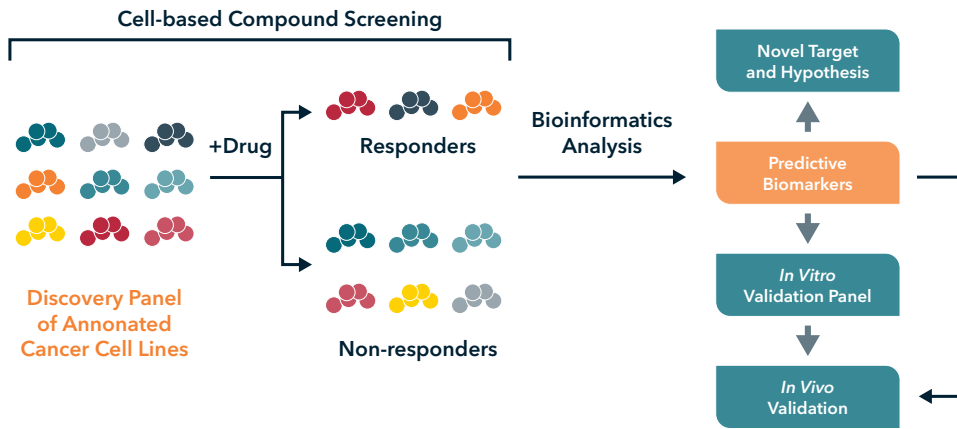 Cell-based Compound Screening
+Drug
Responders
Non-responders
Discovery Panel
of Annonated
Cancer Cell Lines
Bioinformatics
Analysis
Novel Target
and Hypothesis
Predictive
Biomarkers
In Vitro
Validation Panel
In Vivo
Validation